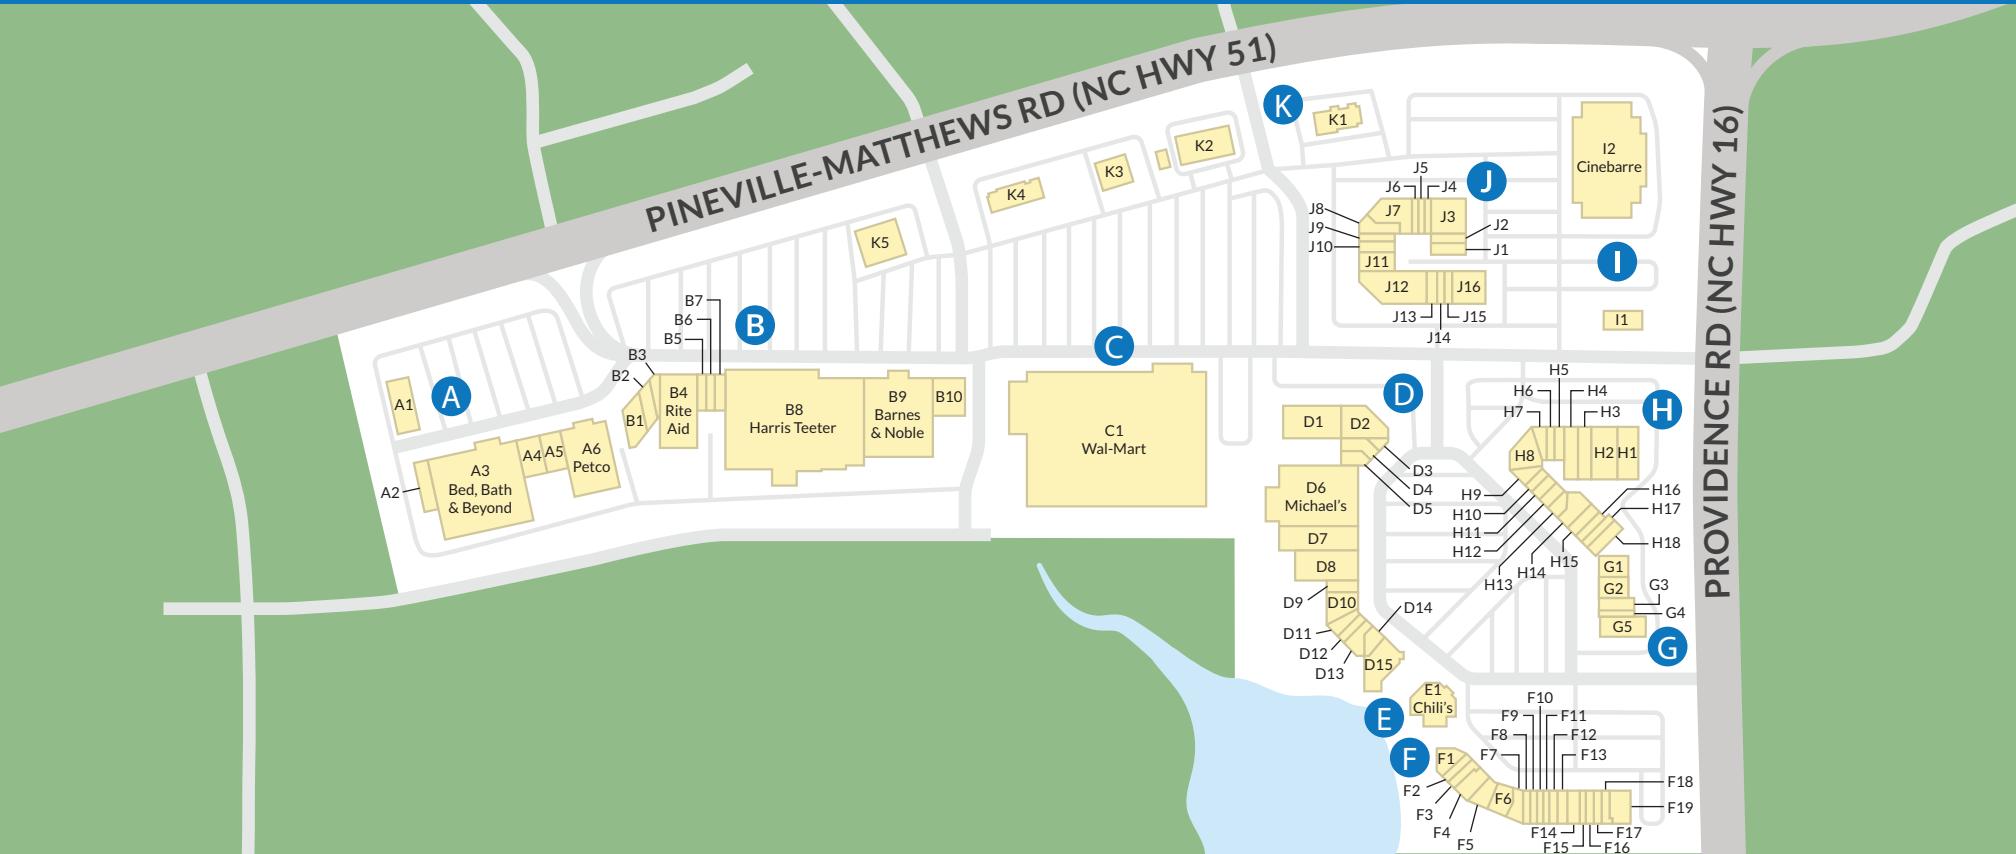 PINEVILLE-MATTHEWS RD (NC HWY 51)
PROVIDENCE RD (NC HWY 16)
A
A1
A2
A3
Bed, Bath
& Beyond
A4
A5
A6
Petco
B
B1
B2
B3
B4
Rite
Aid
B5
B6
B7
B8
Harris Teeter
B9
Barnes
& Noble
B10
C
C1
Wal-Mart
D
D1
D2
D3
D4
D5
D6
Michael's
D7
D8
D9
D10
D11
D12
D13
D14
D15
E
E1
Chili's
F
F1
F2
F3
F4
F5
F6
F7
F8
F9
F10
F11
F12
F13
F14
F15
F16
F17
F18
F19
G
G1
G2
G3
G4
G5
H
H1
H2
H3
H4
H5
H6
H7
H8
H9
H10
H11
H12
H13
H14
H15
H16
H17
H18
I
I1
I2
Cinebarre
J
J1
J2
J3
J4
J5
J6
J7
J8
J9
J10
J11
J12
J13
J14
J15
J16
K
K1
K2
K3
K4
K5